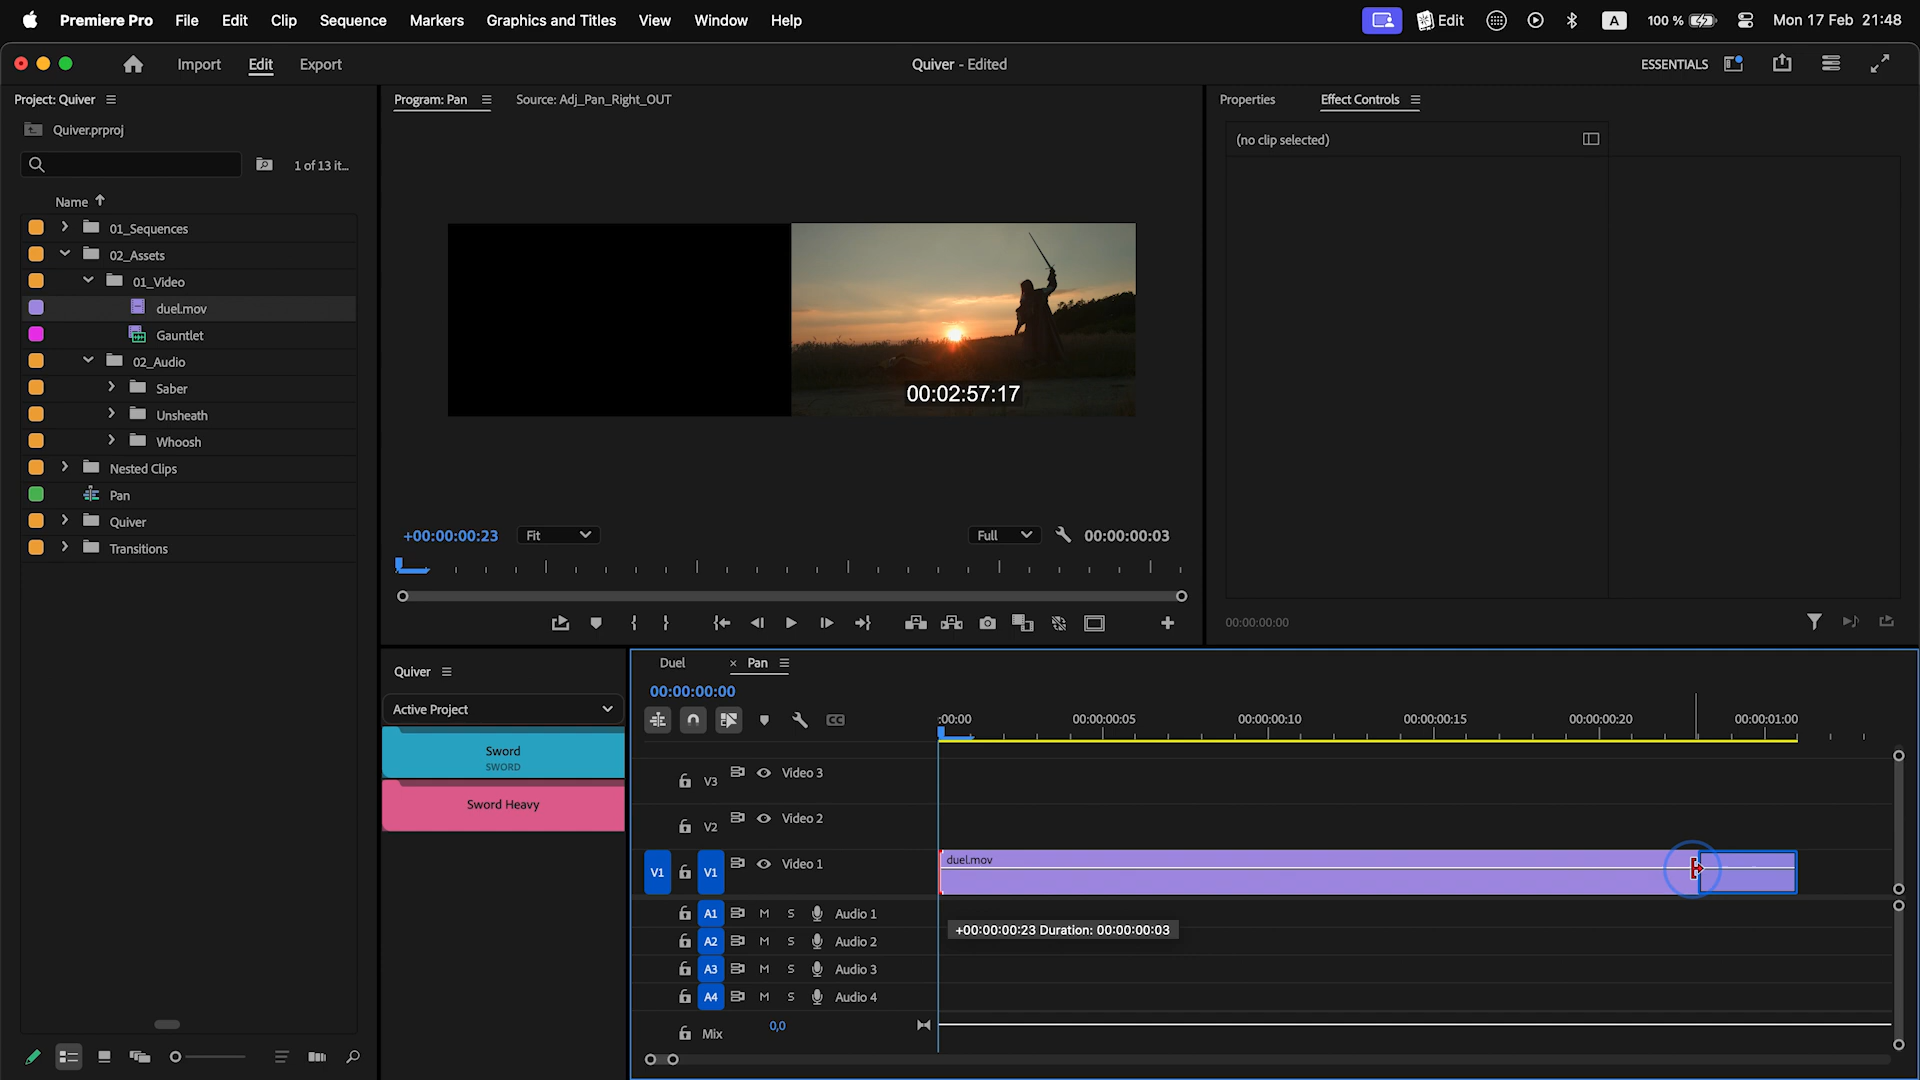 Premiere Pro File Edit Clip Sequence Markers Graphics and Titles View Window Help
Edit A 100 % Mon 17 Feb 21:48
Import Edit Export
Quiver - Edited
ESSENTIALS
Project: Quiver
Quiver.prproj
1 of 13 it...
Name
01_Sequences
02_Assets
01_Video
duel.mov
Gauntlet
02_Audio
Saber
Unsheath
Whoosh
Nested Clips
Pan
Quiver
Transitions
Program: Pan
Source: Adj_Pan_Right_OUT
00:02:57:17
+00:00:00:23 Fit
Full 00:00:00:03
Properties
Effect Controls
(no clip selected)
00:00:00:00
Quiver
Active Project
Sword
SWORD
Sword Heavy
Duel
× Pan
00:00:00:00
CC
:00:00 00:00:00:05 00:00:00:10 00:00:00:15 00:00:00:20 00:00:01:00
V3 Video 3
V2 Video 2
V1 V1 Video 1
duel.mov
A1 M S Audio 1
+00:00:00:23 Duration: 00:00:00:03
A2 M S Audio 2
A3 M S Audio 3
A4 M S Audio 4
Mix 0,0